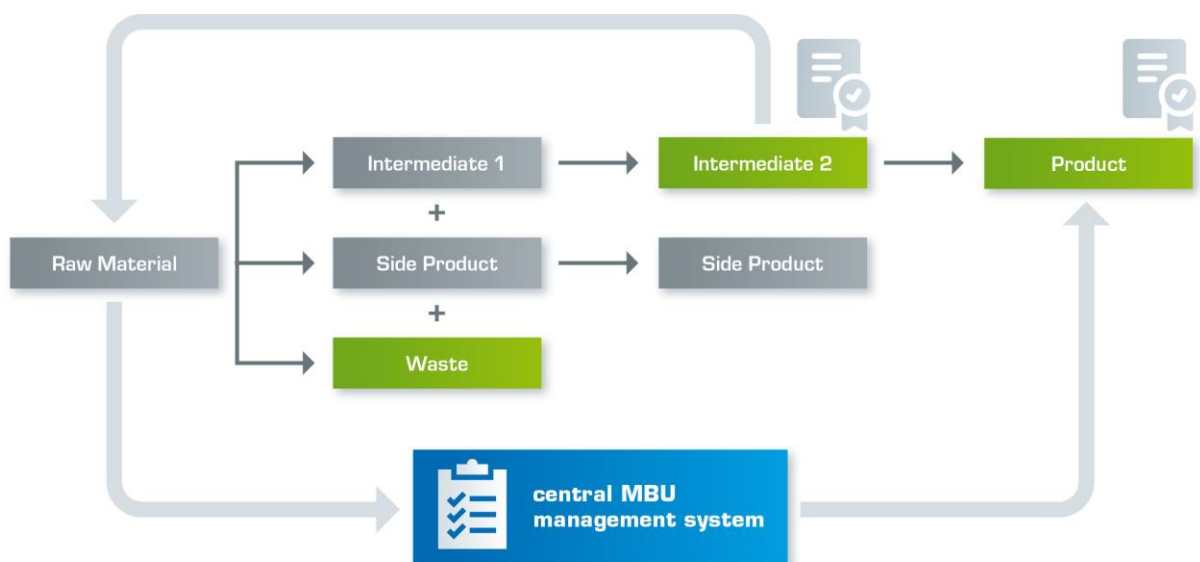 Intermediate 1
Intermediate 2
Product
+
Raw Material
Side Product
Side Product
+
Waste
central MBU
management system